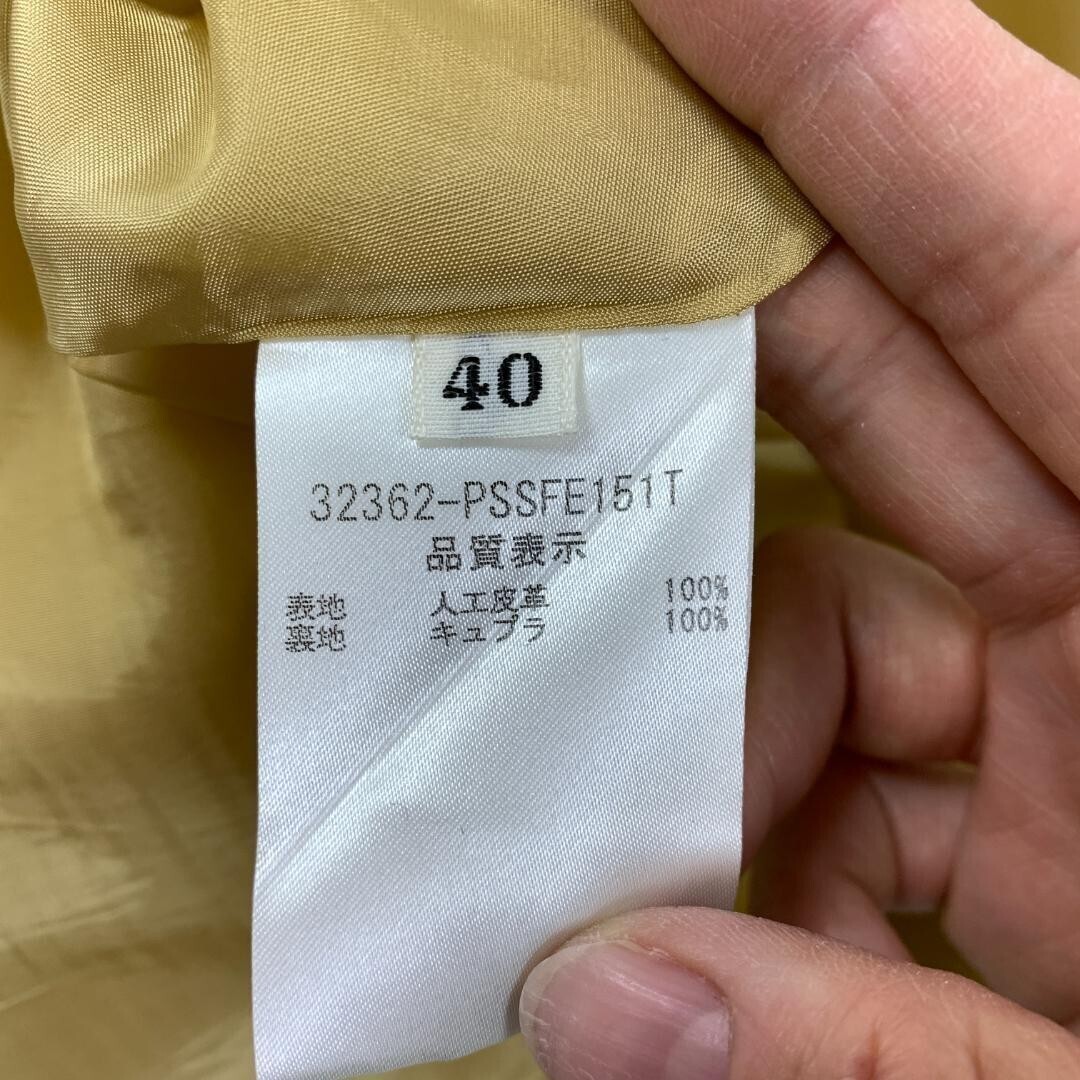 40
32362-PSSFE151T
品質表示
表地 人工皮革 100%
裏地 キュプラ 100%